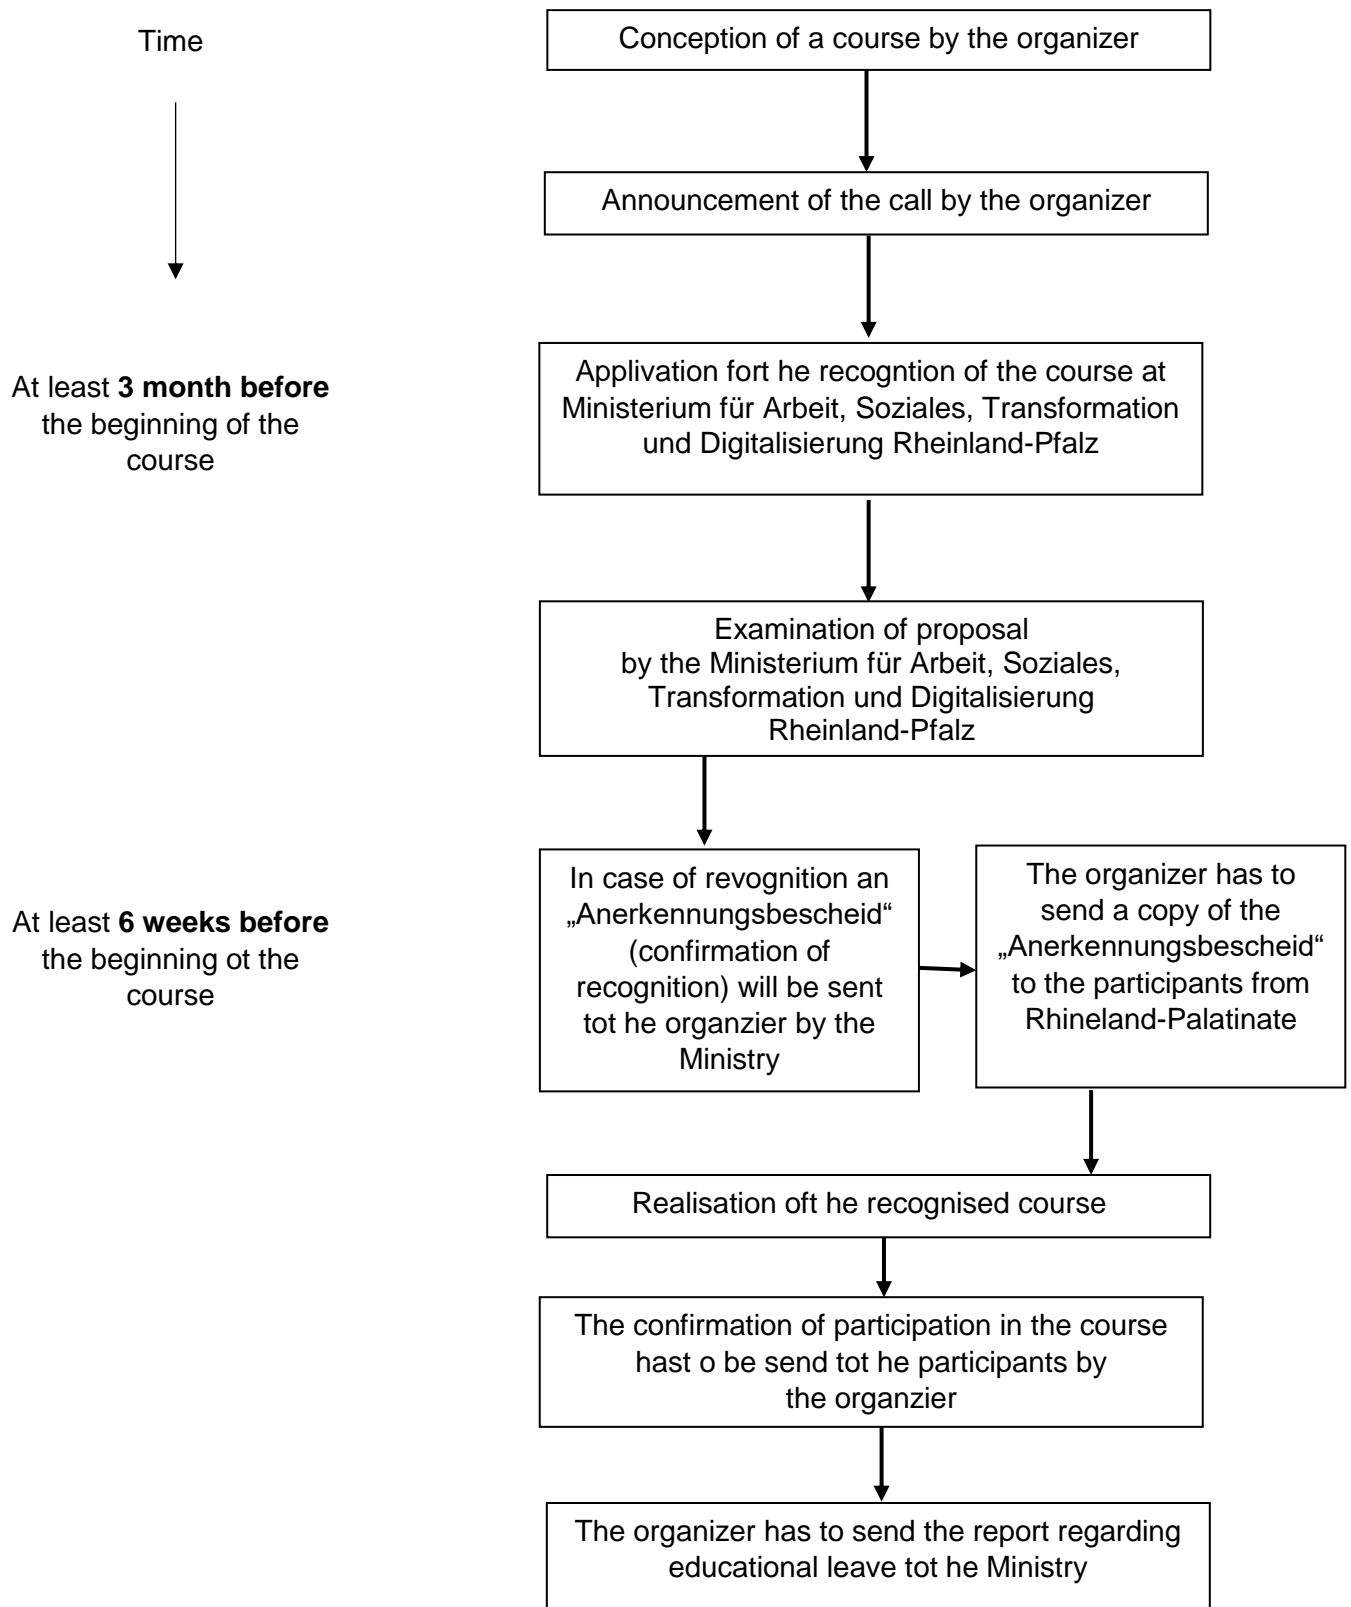 Time
Conception of a course by the organizer
Announcement of the call by the organizer
At least 3 month before
the beginning of the
course
Applivation fort he recogntion of the course at
Ministerium für Arbeit, Soziales, Transformation
und Digitalisierung Rheinland-Pfalz
Examination of proposal
by the Ministerium für Arbeit, Soziales,
Transformation und Digitalisierung
Rheinland-Pfalz
At least 6 weeks before
the beginning ot the
course
In case of revognition an
„Anerkennungsbescheid“
(confirmation of
recognition) will be sent
tot he organzier by the
Ministry
The organizer has to
send a copy of the
„Anerkennungsbescheid“
to the participants from
Rhineland-Palatinate
Realisation oft he recognised course
The confirmation of participation in the course
hast o be send tot he participants by
the organzier
The organizer has to send the report regarding
educational leave tot he Ministry